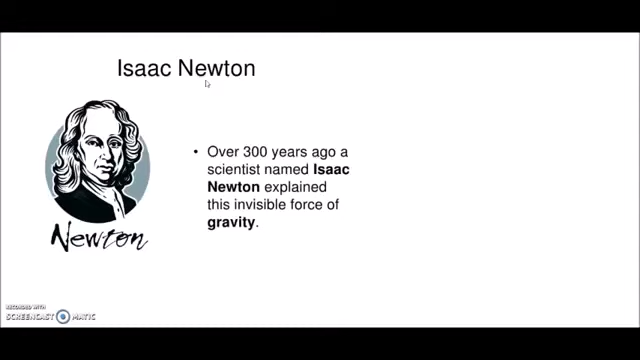 Isaac Newton
• Over 300 years ago a
scientist named Isaac
Newton explained
this invisible force of
gravity.
Newton
RECORDED WITH
SCREENCAST MATIC